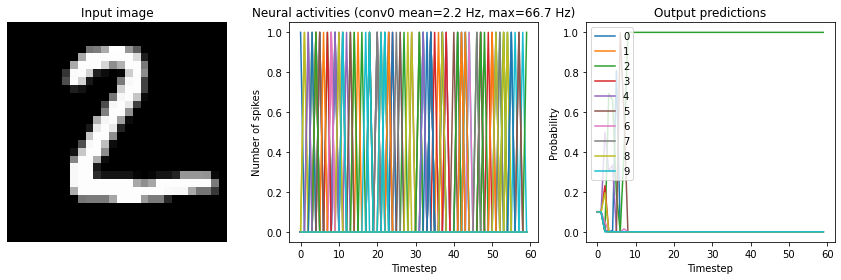 Input image
2
Neural activities (conv0 mean=2.2 Hz, max=66.7 Hz)
Number of spikes
1.0
0.8
0.6
0.4
0.2
0.0
0 10 20 30 40 50 60
Timestep
Output predictions
Probability
1.0
0.8
0.6
0.4
0.2
0.0
0
1
2
3
4
5
6
7
8
9
0 10 20 30 40 50 60
Timestep